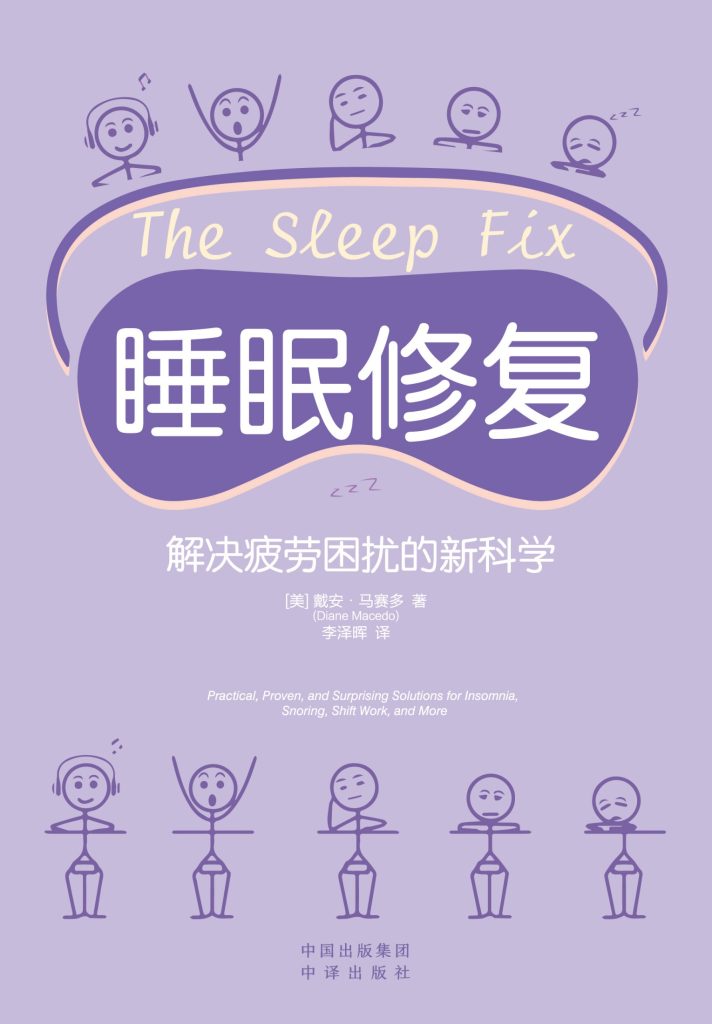 zzz
The Sleep Fix
睡眠修复
zzZ
解决疲劳困扰的新科学
[美] 戴安·马赛多 著
(Diane Macedo)
李泽晖 译
Practical, Proven, and Surprising Solutions for Insomnia,
Snoring, Shift Work, and More
中国出版集团
中译出版社